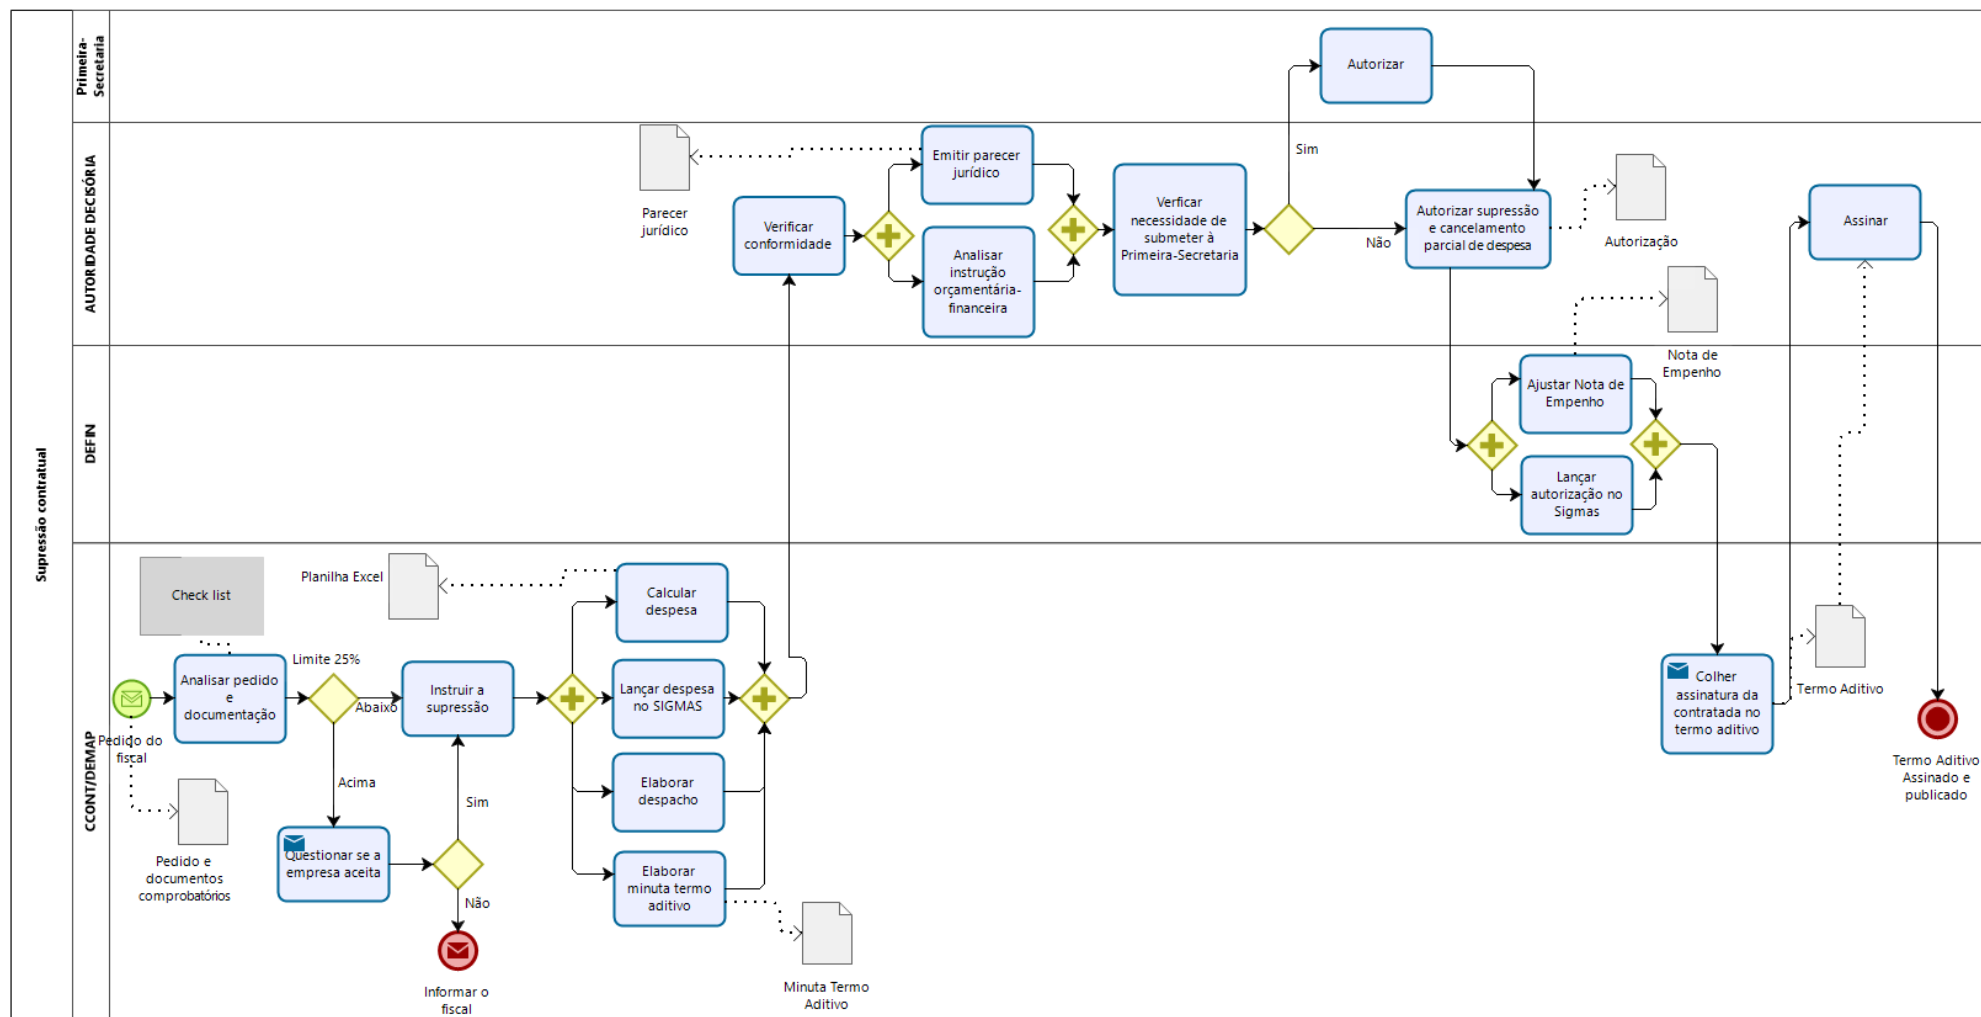 Supressão contratual
Primeira-
Secretaria
Autorizar
Sim
AUTORIDADE DECISÓRIA
Parecer
jurídico
Verificar
conformidade
Emitir parecer
jurídico
Analisar
instrução
orçamentária-
financeira
Verficar
necessidade de
submeter à
Primeira-Secretaria
Não
Autorizar supressão
e cancelamento
parcial de despesa
Autorização
Assinar
Nota de
Empenho
DEFIN
Ajustar Nota de
Empenho
Lançar
autorização no
Sigmas
CCONT/DEMAP
Check list
Planilha Excel
Pedido do
fiscal
Analisar pedido
e
documentação
Limite 25%
Abaixo
Acima
Instruir a
supressão
Sim
Calcular
despesa
Lançar despesa
no SIGMAS
Elaborar
despacho
Elaborar
minuta termo
aditivo
Pedido e
documentos
comprobatórios
Questionar se a
empresa aceita
Não
Informar o
fiscal
Minuta Termo
Aditivo
Colher
assinatura da
contratada no
termo aditivo
Termo Aditivo
Termo Aditivo
Assinado e
publicado